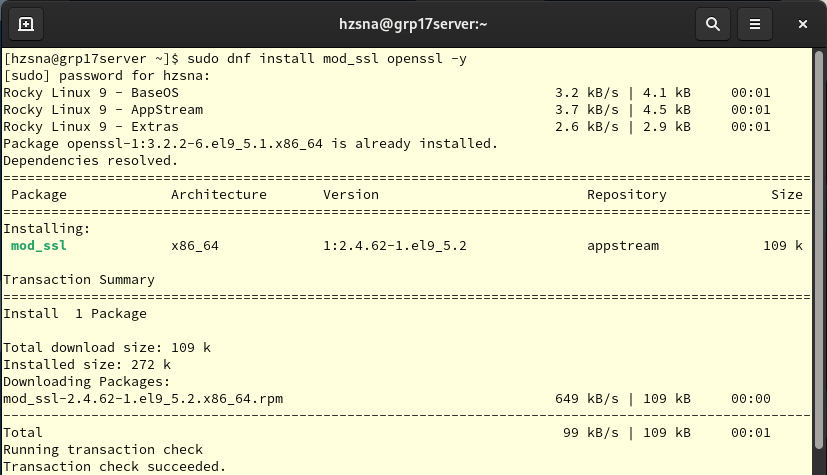 hzsna@grp17server:~
[hzsna@grp17server ~]$ sudo dnf install mod_ssl openssl -y
[sudo] password for hzsna:
Rocky Linux 9 - BaseOS 3.2 kB/s | 4.1 kB 00:01
Rocky Linux 9 - AppStream 3.7 kB/s | 4.5 kB 00:01
Rocky Linux 9 - Extras 2.6 kB/s | 2.9 kB 00:01
Package openssl-1:3.2.2-6.el9_5.1.x86_64 is already installed.
Dependencies resolved.
================================================================================
Package Architecture Version Repository Size
================================================================================
Installing:
mod_ssl x86_64 1:2.4.62-1.el9_5.2 appstream 109 k
Transaction Summary
================================================================================
Install 1 Package
Total download size: 109 k
Installed size: 272 k
Downloading Packages:
mod_ssl-2.4.62-1.el9_5.2.x86_64.rpm 649 kB/s | 109 kB 00:00
--------------------------------------------------------------------------------
Total 99 kB/s | 109 kB 00:01
Running transaction check
Transaction check succeeded.